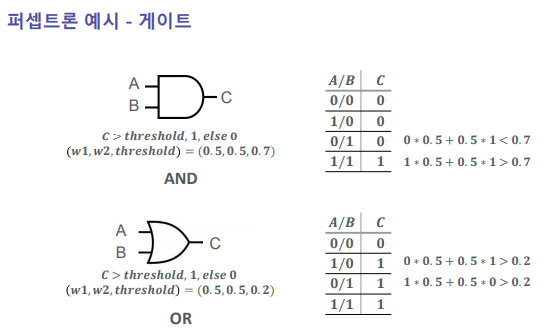 퍼셉트론 예시 - 게이트
A
B
C
C > threshold, 1, else 0
(w1, w2, threshold) = (0.5, 0.5, 0.7)
AND
A/B C
0/0 0
1/0 0
0/1 0
1/1 1
0 * 0.5 + 0.5 * 1 < 0.7
1 * 0.5 + 0.5 * 1 > 0.7
A
B
C
C > threshold, 1, else 0
(w1, w2, threshold) = (0.5, 0.5, 0.2)
OR
A/B C
0/0 0
1/0 1
0/1 1
1/1 1
0 * 0.5 + 0.5 * 1 > 0.2
1 * 0.5 + 0.5 * 0 > 0.2